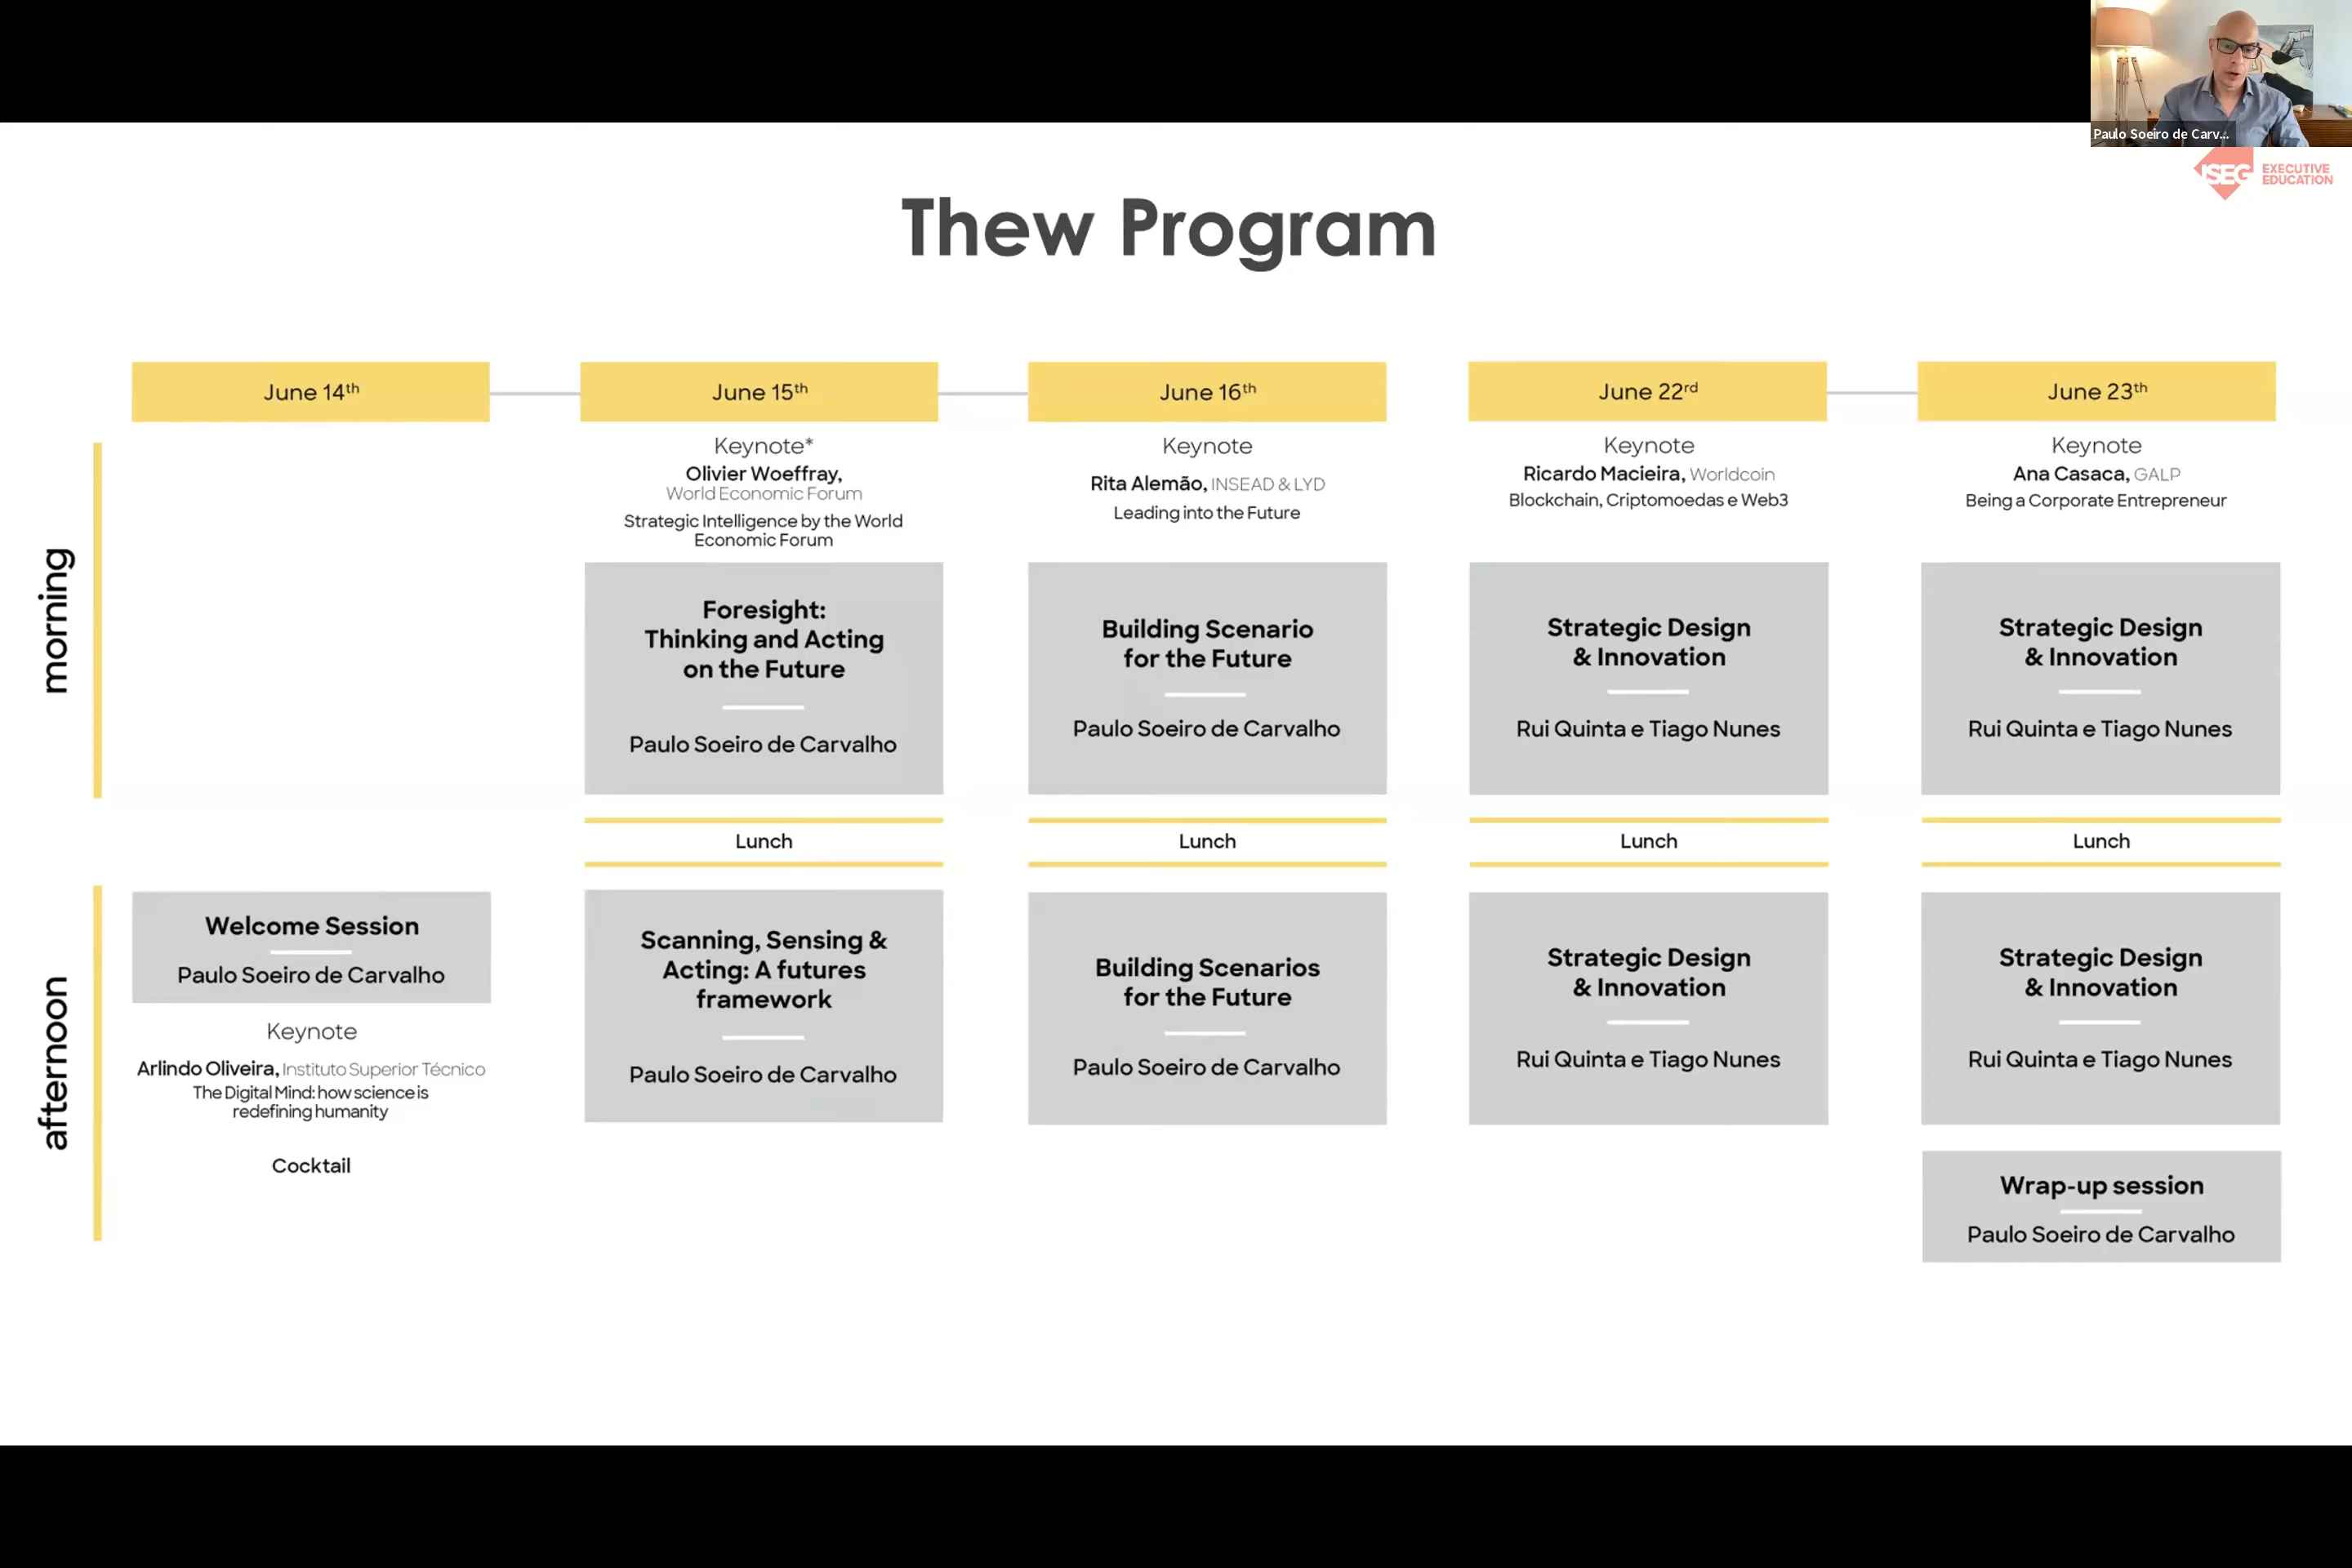 Paulo Soeiro de Carv...
ISEG EXECUTIVE
EDUCATION
Thew Program
June 14th
June 15th
June 16th
June 22rd
June 23th
morning
Keynote*
Olivier Woeffray,
World Economic Forum
Strategic Intelligence by the World
Economic Forum
Keynote
Rita Alemão, INSEAD & LYD
Leading into the Future
Keynote
Ricardo Macieira, Worldcoin
Blockchain, Criptomoedas e Web3
Keynote
Ana Casaca, GALP
Being a Corporate Entrepreneur
Foresight:
Thinking and Acting
on the Future
Paulo Soeiro de Carvalho
Building Scenario
for the Future
Paulo Soeiro de Carvalho
Strategic Design
& Innovation
Rui Quinta e Tiago Nunes
Strategic Design
& Innovation
Rui Quinta e Tiago Nunes
Lunch
Lunch
Lunch
Lunch
afternoon
Welcome Session
Paulo Soeiro de Carvalho
Keynote
Arlindo Oliveira, Instituto Superior Técnico
The Digital Mind: how science is
redefining humanity
Cocktail
Scanning, Sensing &
Acting: A futures
framework
Paulo Soeiro de Carvalho
Building Scenarios
for the Future
Paulo Soeiro de Carvalho
Strategic Design
& Innovation
Rui Quinta e Tiago Nunes
Strategic Design
& Innovation
Rui Quinta e Tiago Nunes
Wrap-up session
Paulo Soeiro de Carvalho